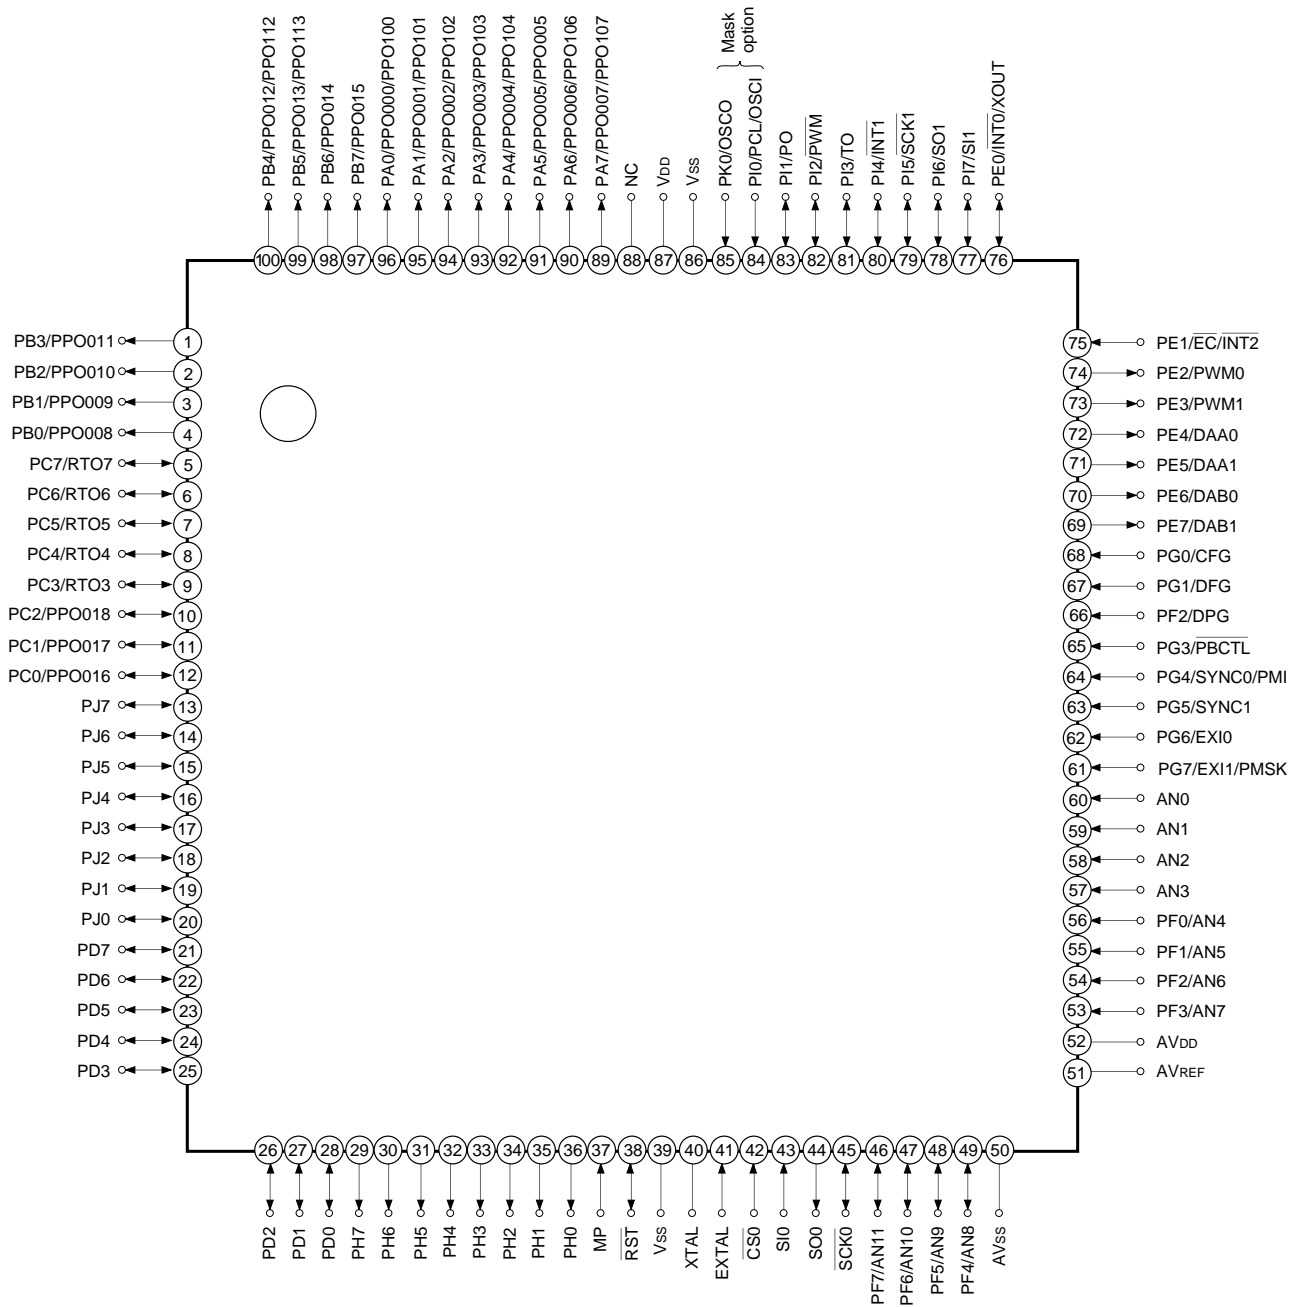 Mask
option
PB4/PPO012/PPO112
PB5/PPO013/PPO113
PB6/PPO014
PB7/PPO015
PA0/PPO000/PPO100
PA1/PPO001/PPO101
PA2/PPO002/PPO102
PA3/PPO003/PPO103
PA4/PPO004/PPO104
PA5/PPO005/PPO005
PA6/PPO006/PPO106
PA7/PPO007/PPO107
NC
VDD
VSS
PK0/OSCO
PI0/PCL/OSCI
PI1/PO
PI2/PWM
PI3/TO
PI4/INT1
PI5/SCK1
PI6/SO1
PI7/SI1
PE0/INT0/XOUT
100 99 98 97 96 95 94 93 92 91 90 89 88 87 86 85 84 83 82 81 80 79 78 77 76
PB3/PPO011 1
PB2/PPO010 2
PB1/PPO009 3
PB0/PPO008 4
PC7/RTO7 5
PC6/RTO6 6
PC5/RTO5 7
PC4/RTO4 8
PC3/RTO3 9
PC2/PPO018 10
PC1/PPO017 11
PC0/PPO016 12
PJ7 13
PJ6 14
PJ5 15
PJ4 16
PJ3 17
PJ2 18
PJ1 19
PJ0 20
PD7 21
PD6 22
PD5 23
PD4 24
PD3 25
75 PE1/EC/INT2
74 PE2/PWM0
73 PE3/PWM1
72 PE4/DAA0
71 PE5/DAA1
70 PE6/DAB0
69 PE7/DAB1
68 PG0/CFG
67 PG1/DFG
66 PF2/DPG
65 PG3/PBCTL
64 PG4/SYNC0/PMI
63 PG5/SYNC1
62 PG6/EXI0
61 PG7/EXI1/PMSK
60 AN0
59 AN1
58 AN2
57 AN3
56 PF0/AN4
55 PF1/AN5
54 PF2/AN6
53 PF3/AN7
52 AVDD
51 AVREF
26 27 28 29 30 31 32 33 34 35 36 37 38 39 40 41 42 43 44 45 46 47 48 49 50
PD2
PD1
PD0
PH7
PH6
PH5
PH4
PH3
PH2
PH1
PH0
MP
RST
VSS
XTAL
EXTAL
CS0
SI0
SO0
SCK0
PF7/AN11
PF6/AN10
PF5/AN9
PF4/AN8
AVSS